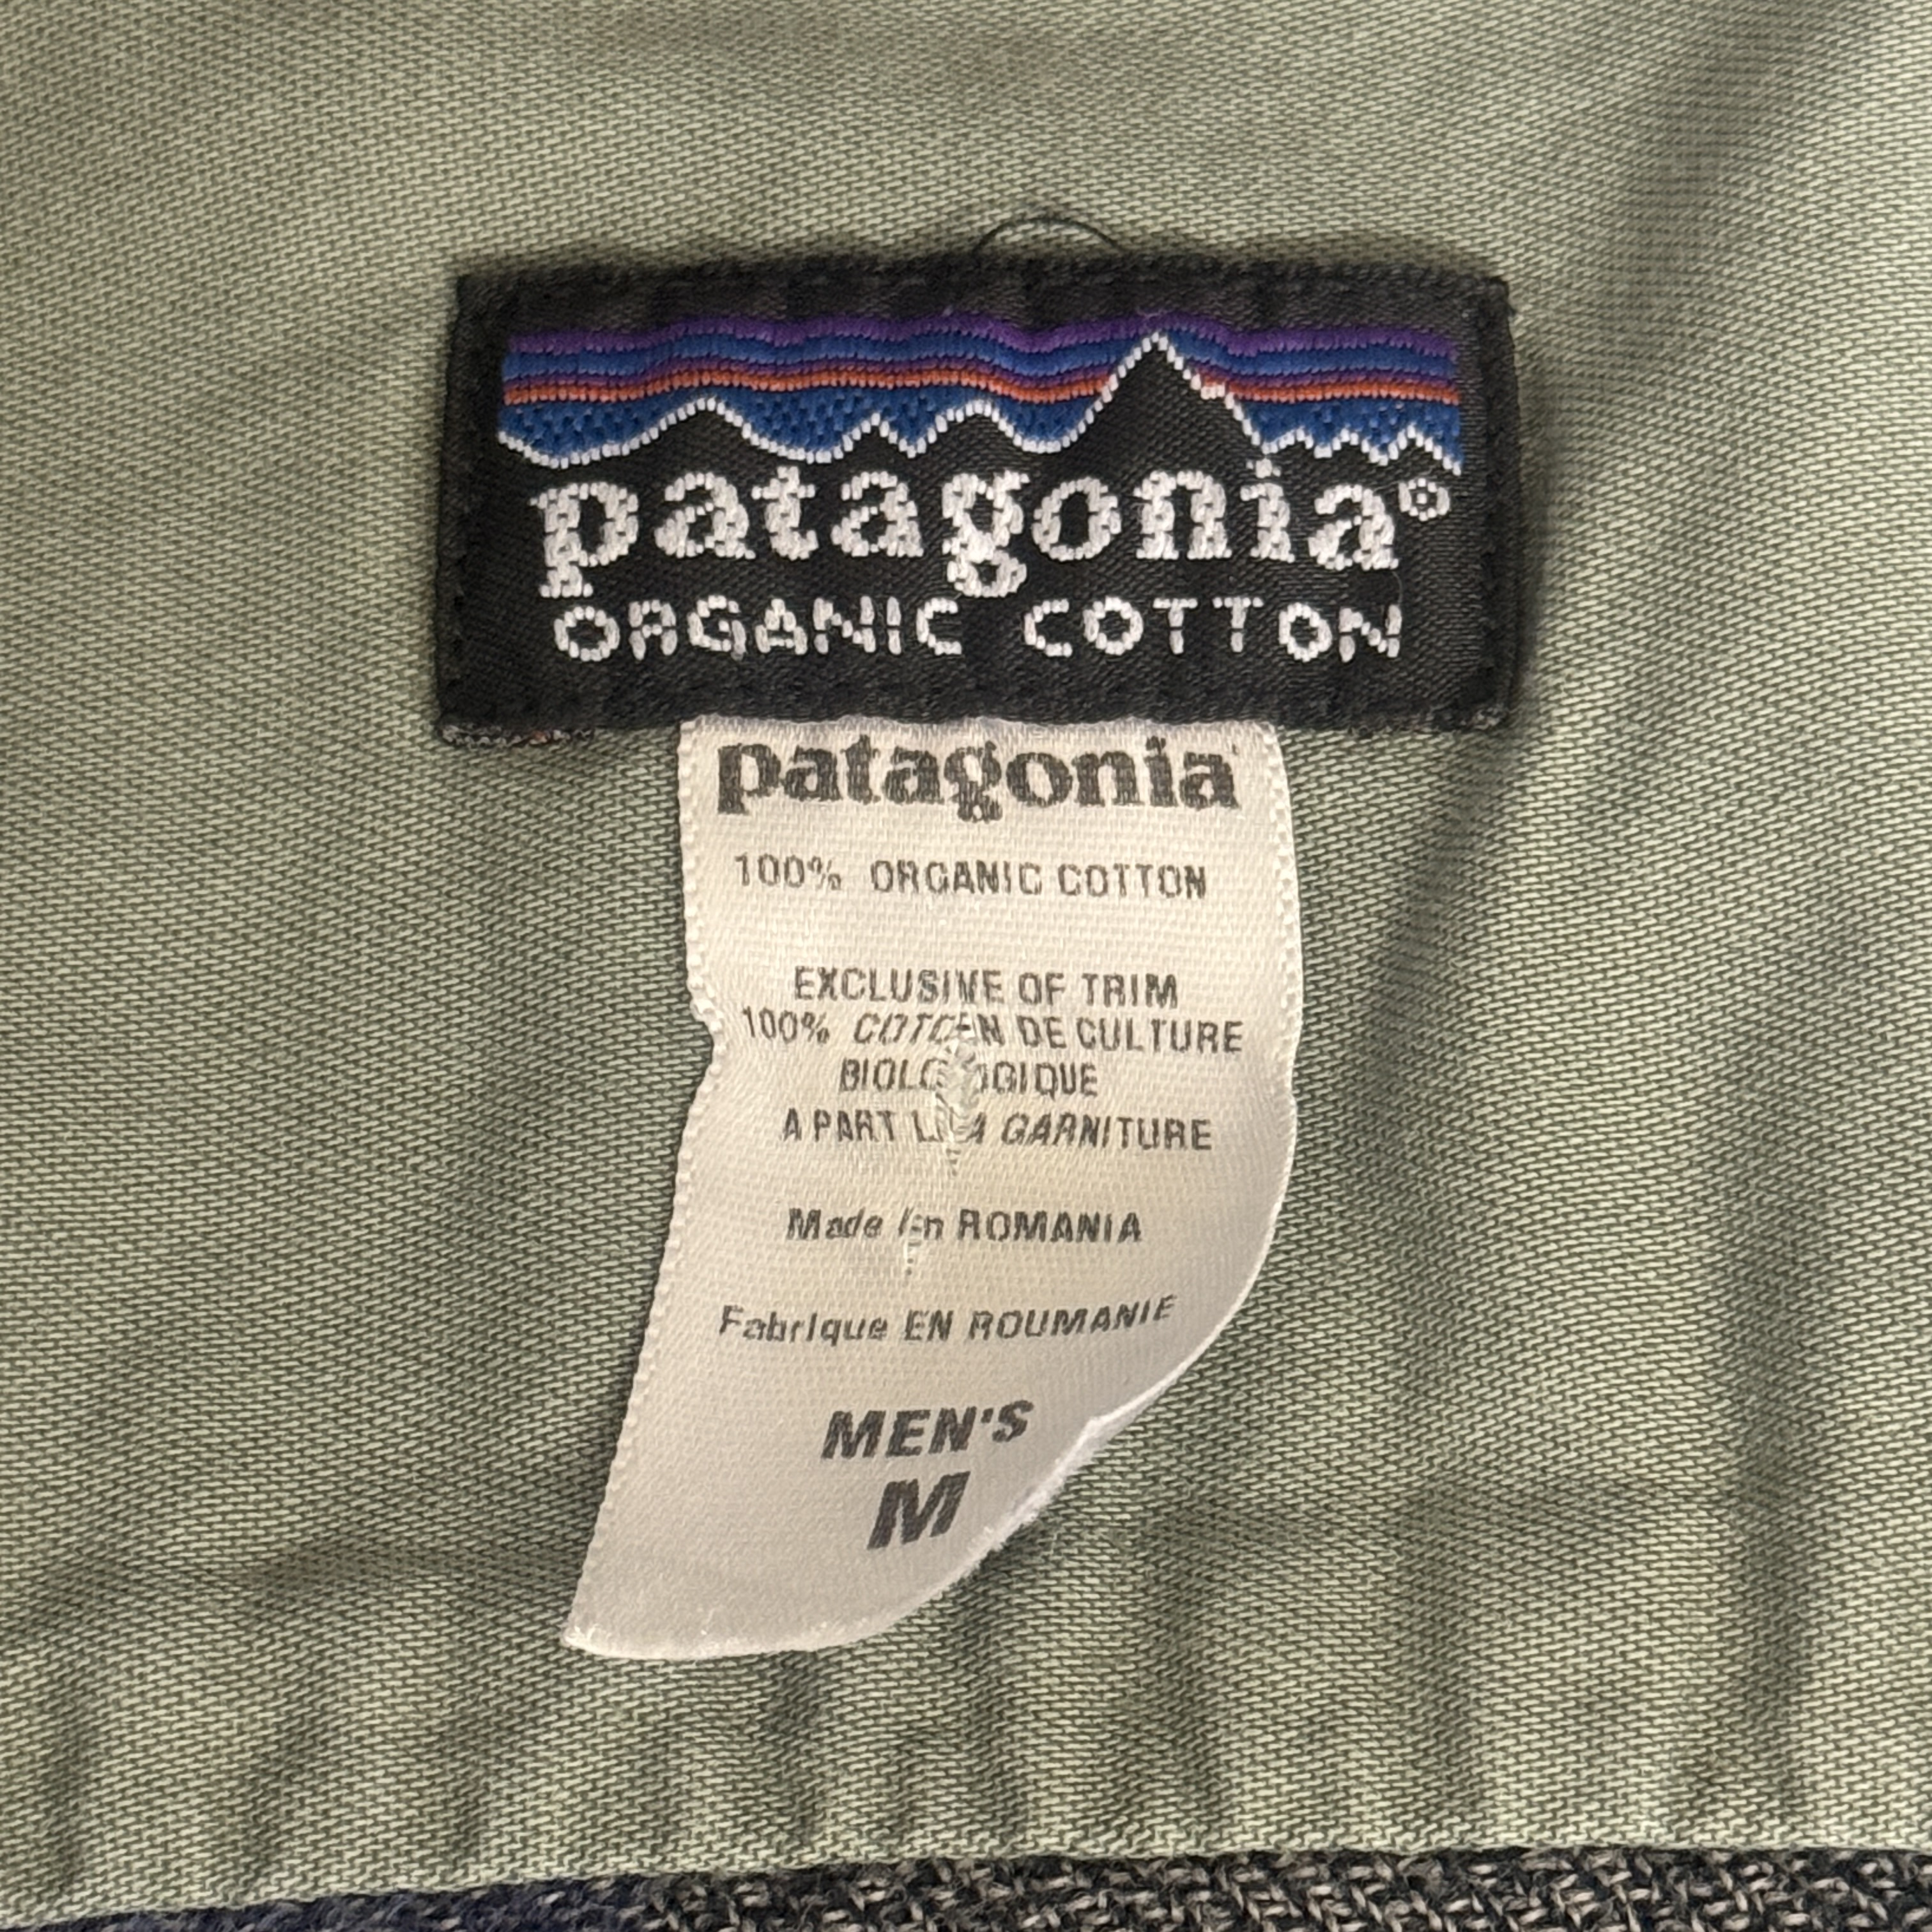 patagonia®
ORGANIC COTTON
patagonia
100% ORGANIC COTTON
EXCLUSIVE OF TRIM
100% COTOEN DE CULTURE
BIOLOGIQUE
A PART LA GARNITURE
Made in ROMANIA
Fabrique EN ROUMANIE
MEN'S
M